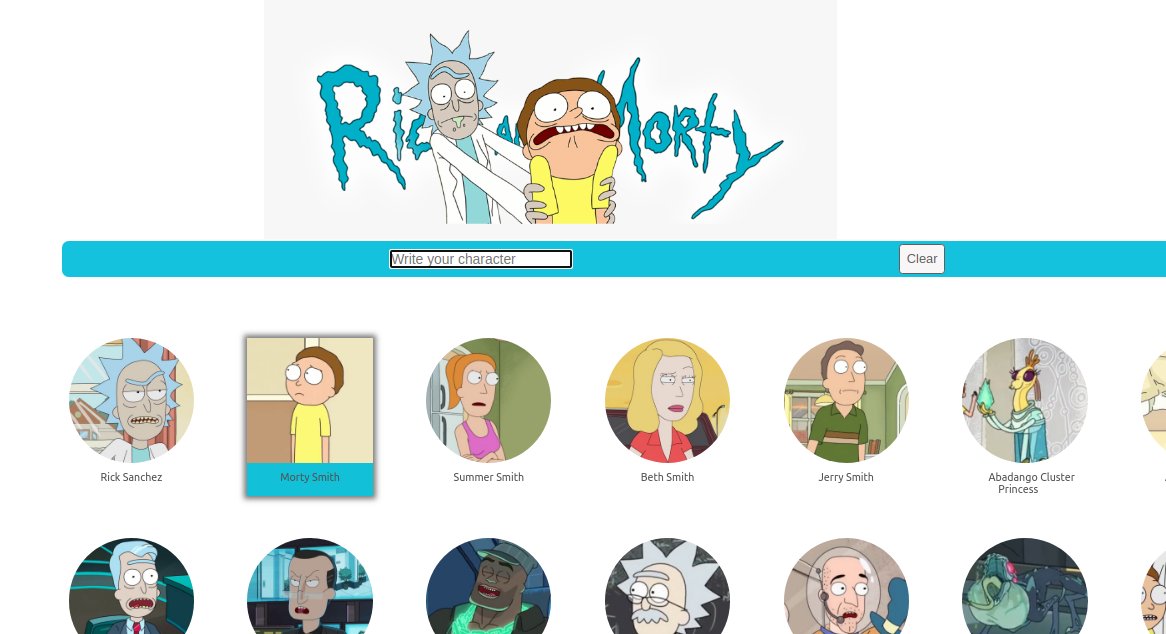 Rick and Morty
Write your character
Clear
Rick Sanchez
Morty Smith
Summer Smith
Beth Smith
Jerry Smith
Abadango Cluster
Princess